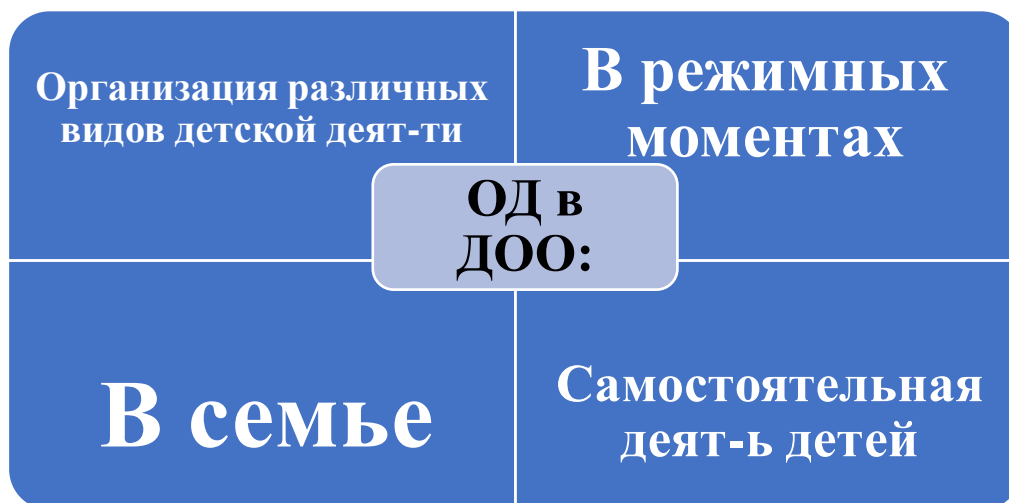 Организация различных
видов детской деят-ти
В режимных
моментах
ОД в
ДОО:
В семье
Самостоятельная
деят-ь детей